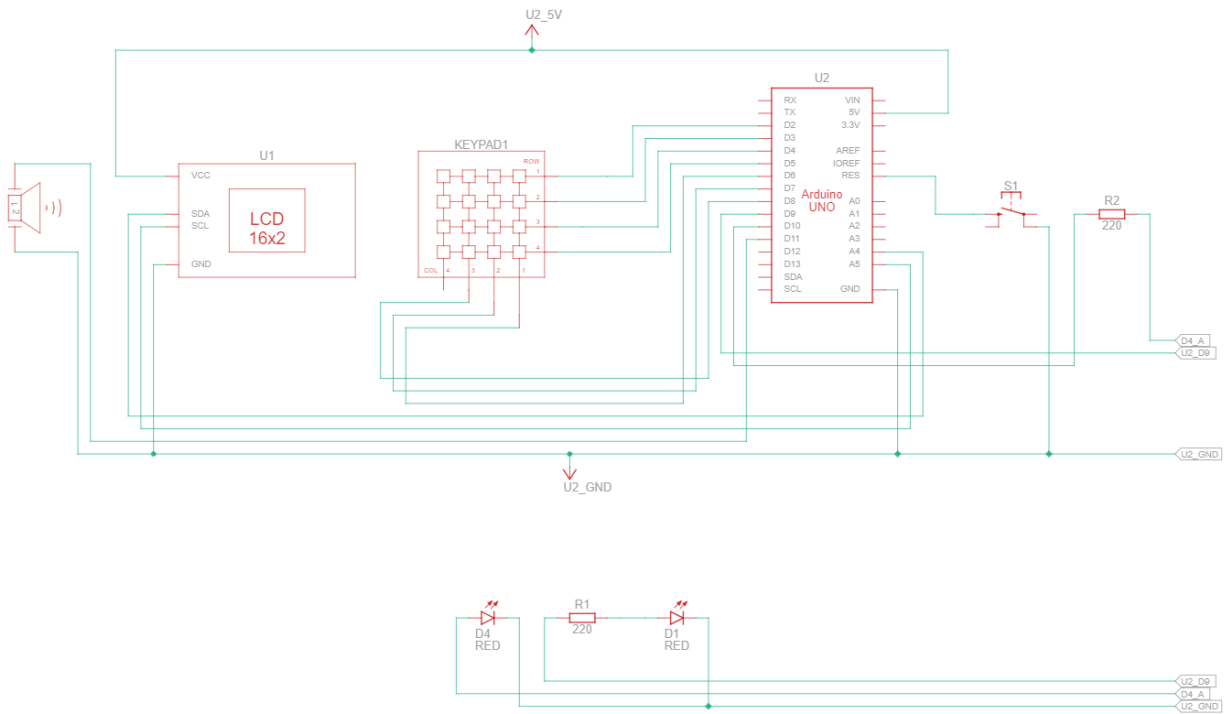 U2_5V
U2
RX VIN
TX 5V
D2 3.3V
D3
D4 AREF
D5 IOREF
D6 RES
D7
D8 A0
D9 A1
D10 A2
D11 A3
D12 A4
D13 A5
SDA
SCL GND
Arduino
UNO
KEYPAD1
ROW
1
2
3
4
COL 4 3 2 1
U1
VCC
SDA
SCL
GND
LCD
16x2
S1
R2
220
D4_A
U2_D9
U2_GND
U2_GND
D4
RED
R1
220
D1
RED
U2_D9
D4_A
U2_GND